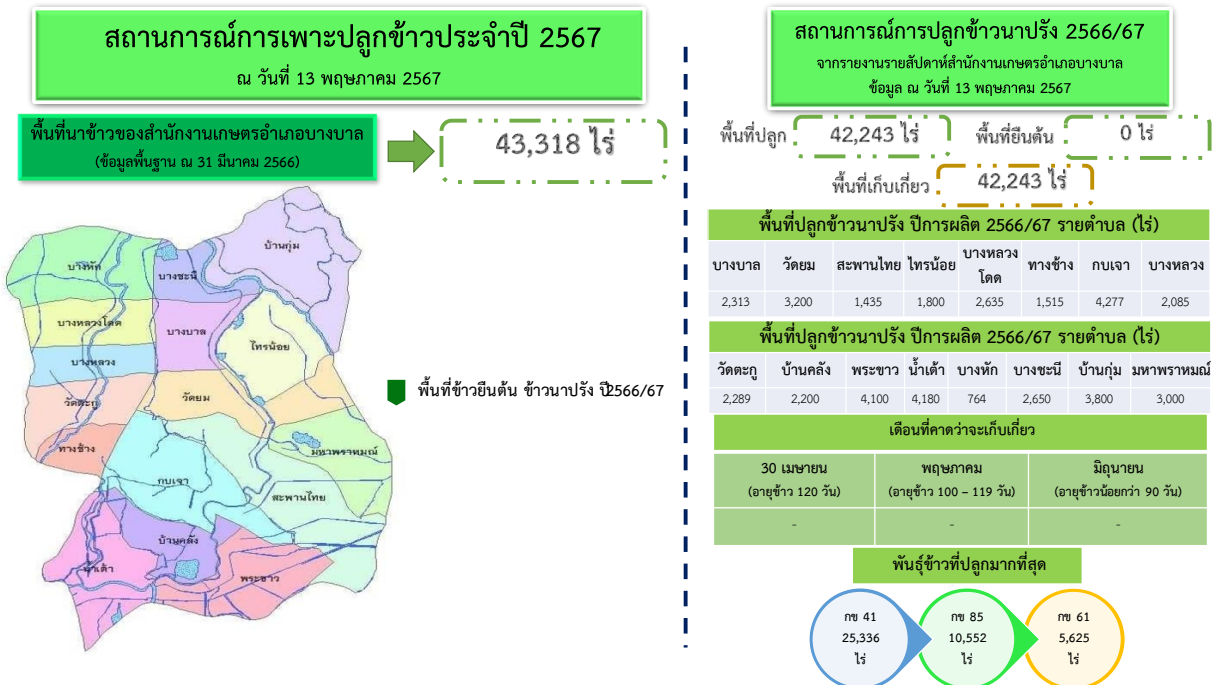 สถานการณ์การเพาะปลูกข้าวประจำปี 2567
ณ วันที่ 13 พฤษภาคม 2567
พื้นที่นาข้าวของสำนักงานเกษตรอำเภอบางบาล
(ข้อมูลพื้นฐาน ณ 31 มีนาคม 2566)
43,318 ไร่
บ้านกุ่ม
บางหัก
บางชะนี
บางหลวงโดด
บางบาล
ไทรน้อย
บางหลวง
วัดตะกู
วัดยม
ทางช้าง
มหาพราหมณ์
กบเจา
สะพานไทย
บ้านคลัง
น้ำเต้า
พระขาว
พื้นที่ข้าวยืนต้น ข้าวนาปรัง ปี2566/67
สถานการณ์การปลูกข้าวนาปรัง 2566/67
จากรายงานรายสัปดาห์สำนักงานเกษตรอำเภอบางบาล
ข้อมูล ณ วันที่ 13 พฤษภาคม 2567
พื้นที่ปลูก 42,243 ไร่ พื้นที่ยืนต้น 0 ไร่
พื้นที่เก็บเกี่ยว 42,243 ไร่
พื้นที่ปลูกข้าวนาปรัง ปีการผลิต 2566/67 รายตำบล (ไร่)
บางบาล วัดยม สะพานไทย ไทรน้อย บางหลวงโดด ทางช้าง กบเจา บางหลวง
2,313 3,200 1,435 1,800 2,635 1,515 4,277 2,085
พื้นที่ปลูกข้าวนาปรัง ปีการผลิต 2566/67 รายตำบล (ไร่)
วัดตะกู บ้านคลัง พระขาว น้ำเต้า บางหัก บางชะนี บ้านกุ่ม มหาพราหมณ์
2,289 2,200 4,100 4,180 764 2,650 3,800 3,000
เดือนที่คาดว่าจะเก็บเกี่ยว
30 เมษายน พฤษภาคม มิถุนายน
(อายุข้าว 120 วัน) (อายุข้าว 100 – 119 วัน) (อายุข้าวน้อยกว่า 90 วัน)
- - -
พันธุ์ข้าวที่ปลูกมากที่สุด
กข 41 กข 85 กข 61
25,336 10,552 5,625
ไร่ ไร่ ไร่